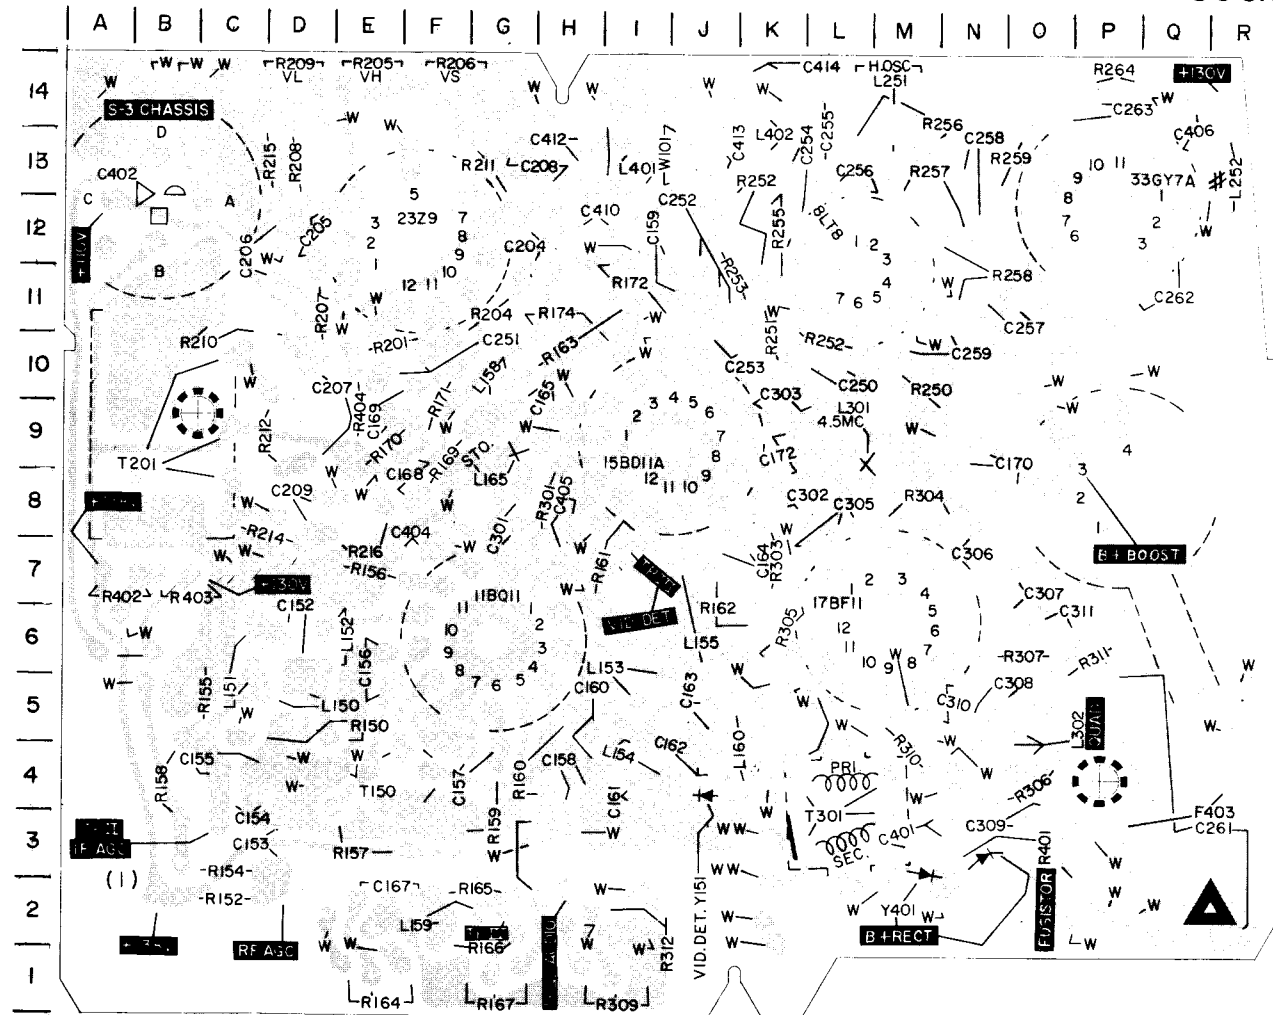 A B C D E F G H I J K L M N O P Q R
14 W W W R209 R205 R206 C414 H.OSC R264 +130V
VL VH VS L251
W W W W W W
S-3 CHASSIS C263
D W W C412 C413 L402 C254 C255 R256 C258 C406
13 R215 R208 R211 C208 L401 W101 C256 R257 R259 10 11
C402 5 R252 9 33GY7A L252
C A C252 8
12 C205 3 23Z9 7 C410 C159 R255 8LT8 7 2
2 8 C204 W 1 2 6 3 W
C206 W 9 3
B 10 R253 R258
11 12 11 R172 4 W
W 7 6 5 C262
R207 W R204 R174 W W C257
R210 R201 C251 R163 R251 R252 W C259
10 W C253
W C207 L158 W C303 C250 R250 W W
R171 C165 3 4 5 L301 W
R404 C169 2 6 4.5MC
9 R212 W W 1 7 W
R170 R169 STO. 8 C172 4
T201 C168 15BD11A 9 C170 3
W L165 12 11 10
8 C209 W R301 C405 C302 C305 R304 2
W W 1
R214 C404 C301 W
W W R216 W W C164 R303 C306 B+BOOST
7 R156 R161
R402 R403 +130V 11BQ11 W 2 3
C152 11 1 R162 17BF11 4 C307 C311
VID DET. 5
6 W L152 10 2 L155 R305 12 6
C156 9 3 11 7 R307 R311
8 4 L153 W 10 9 W 8 W
W R155 L151 7 6 5 C160 C163 C308
5 W L150 W C310
R150 W W L302 W
C155 W W L154 C162 L160 R310 W QUAD
4 R158 C157 R160 C158 PRI W
W T150 C161 W R306
C154 R159 T301 F403
3 C153 W W W C401 C309 C261
IF AGC R157 W SEC. R401 W
(1) R154 W W
C167 R165 W VID.DET. Y151 W
2 R152 W W Y401 W FUSISTOR W
L159
RF AGC W W R166 W W R312 W B+RECT W
1
R164 R167 R309